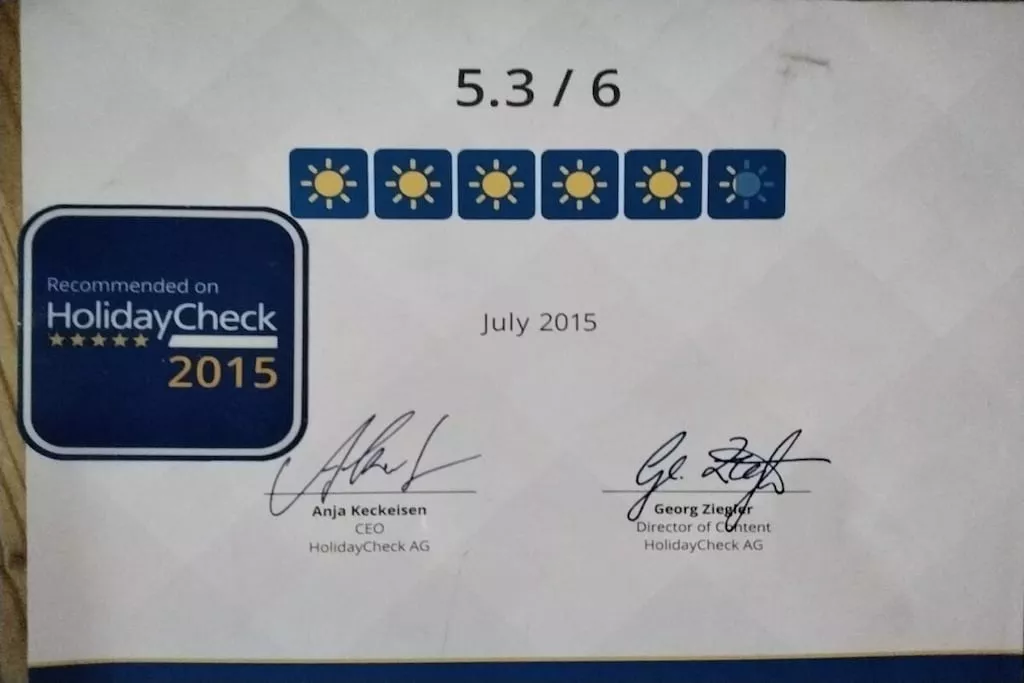 5.3 / 6
Recommended on
HolidayCheck
2015
July 2015
Anja Keckeisen
CEO
HolidayCheck AG
Georg Ziegler
Director of Content
HolidayCheck AG